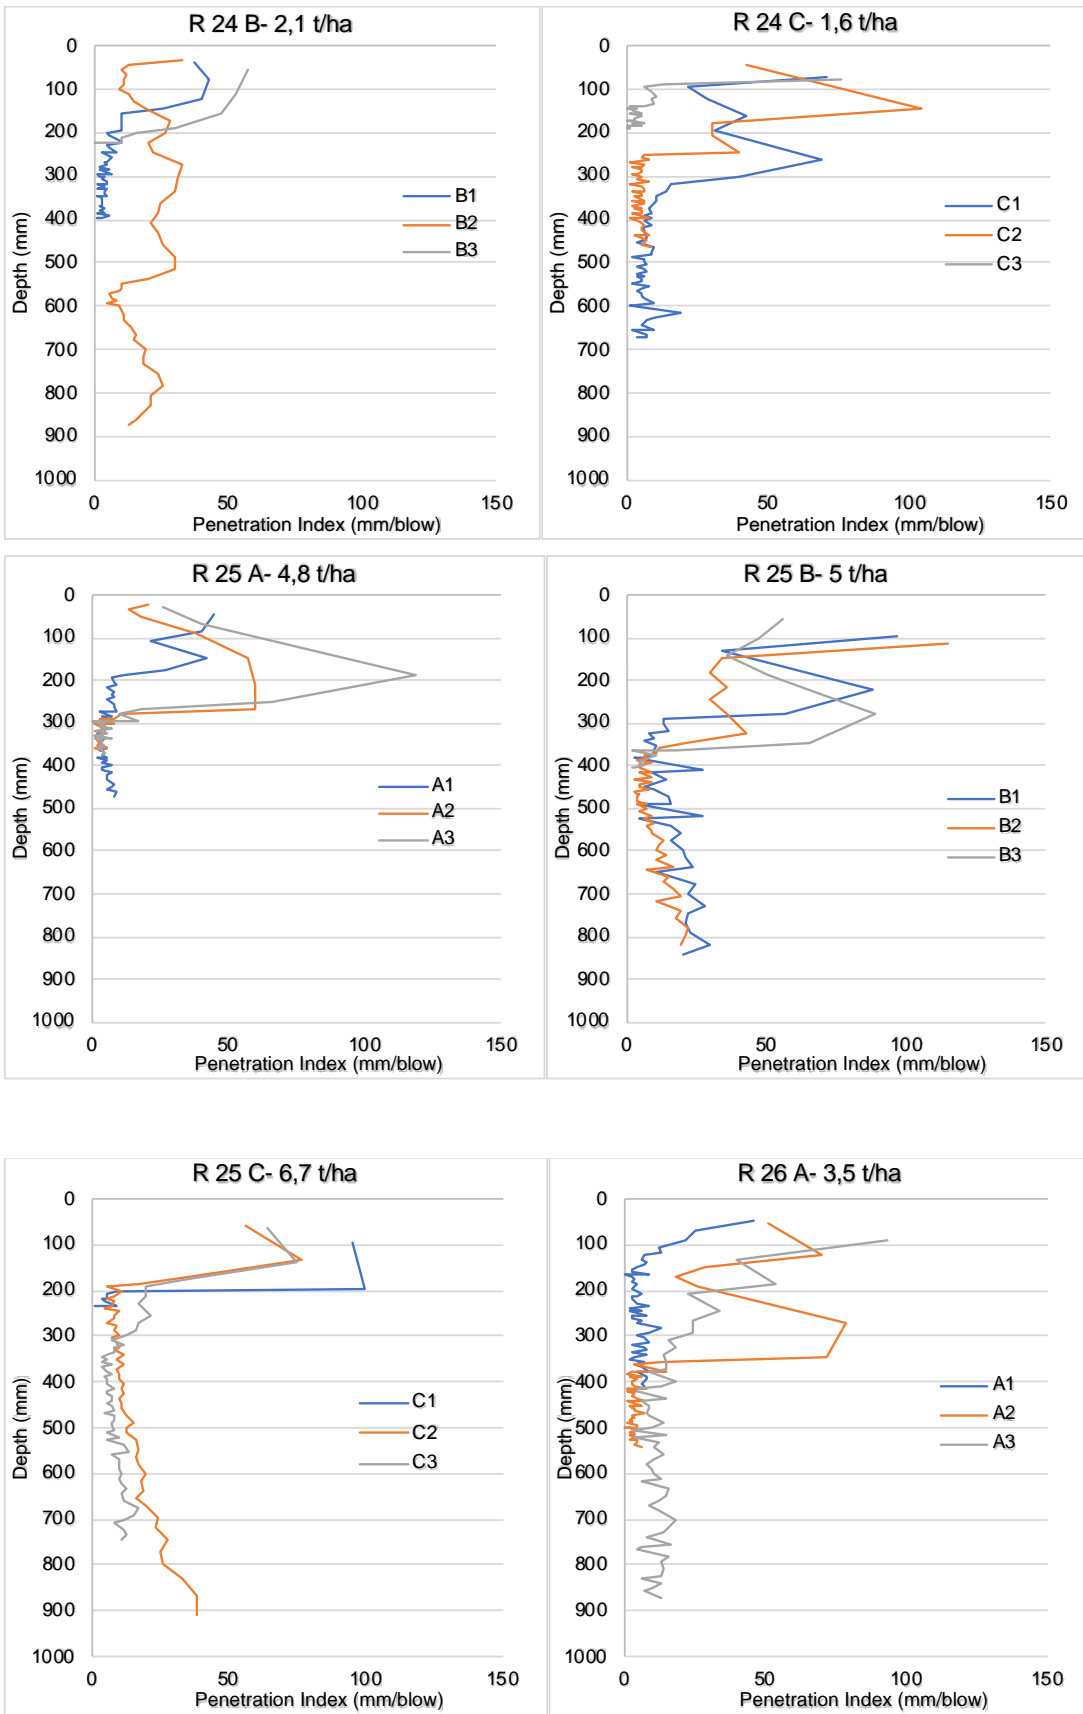 R 24 B- 2,1 t/ha
0
100
200
300
400
500
600
700
800
900
1000
0 50 100 150
Depth (mm)
Penetration Index (mm/blow)
B1
B2
B3
R 24 C- 1,6 t/ha
0
100
200
300
400
500
600
700
800
900
1000
0 50 100 150
Depth (mm)
Penetration Index (mm/blow)
C1
C2
C3
R 25 A- 4,8 t/ha
0
100
200
300
400
500
600
700
800
900
1000
0 50 100 150
Depth (mm)
Penetration Index (mm/blow)
A1
A2
A3
R 25 B- 5 t/ha
0
100
200
300
400
500
600
700
800
900
1000
0 50 100 150
Depth (mm)
Penetration Index (mm/blow)
B1
B2
B3
R 25 C- 6,7 t/ha
0
100
200
300
400
500
600
700
800
900
1000
0 50 100 150
Depth (mm)
Penetration Index (mm/blow)
C1
C2
C3
R 26 A- 3,5 t/ha
0
100
200
300
400
500
600
700
800
900
1000
0 50 100 150
Depth (mm)
Penetration Index (mm/blow)
A1
A2
A3